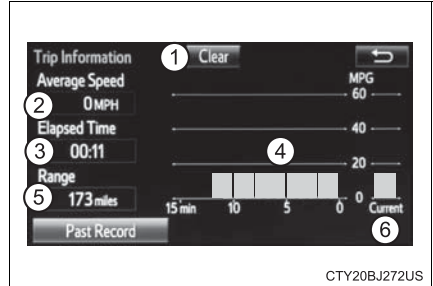 Trip Information
1
Clear
Average Speed
MPG
2
0 MPH
60
Elapsed Time
40
3
00:11
4
20
Range
5
173 miles
0
15 min
10
5
0
Current
Past Record
6
CTY20BJ272US